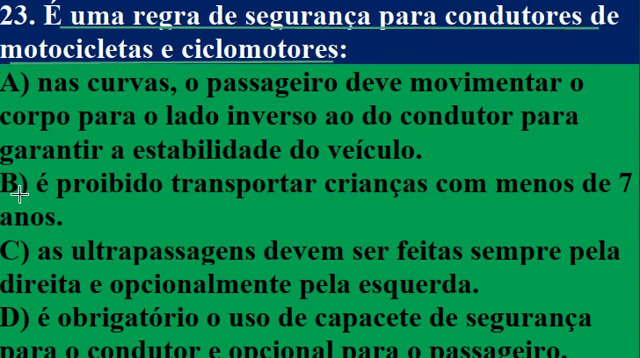 23. É uma regra de segurança para condutores de
motocicletas e ciclomotores:
A) nas curvas, o passageiro deve movimentar o
corpo para o lado inverso ao do condutor para
garantir a estabilidade do veículo.
B) é proibido transportar crianças com menos de 7
anos.
C) as ultrapassagens devem ser feitas sempre pela
direita e opcionalmente pela esquerda.
D) é obrigatório o uso de capacete de segurança
para o condutor e opcional para o passageiro.